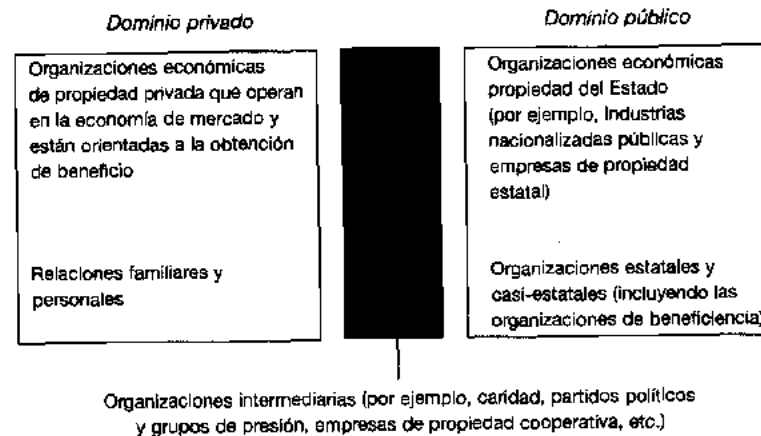 Dominio privado
Organizaciones económicas
de propiedad privada que operan
en la economía de mercado y
están orientadas a la obtención
de beneficio
Relaciones familiares y
personales
Dominio público
Organizaciones económicas
propiedad del Estado
(por ejemplo, Industrias
nacionalizadas públicas y
empresas de propiedad
estatal)
Organizaciones estatales y
casi-estatales (incluyendo las
organizaciones de beneficiencia)
Organizaciones intermediarias (por ejemplo, caridad, partidos políticos
y grupos de presión, empresas de propiedad cooperativa, etc.)